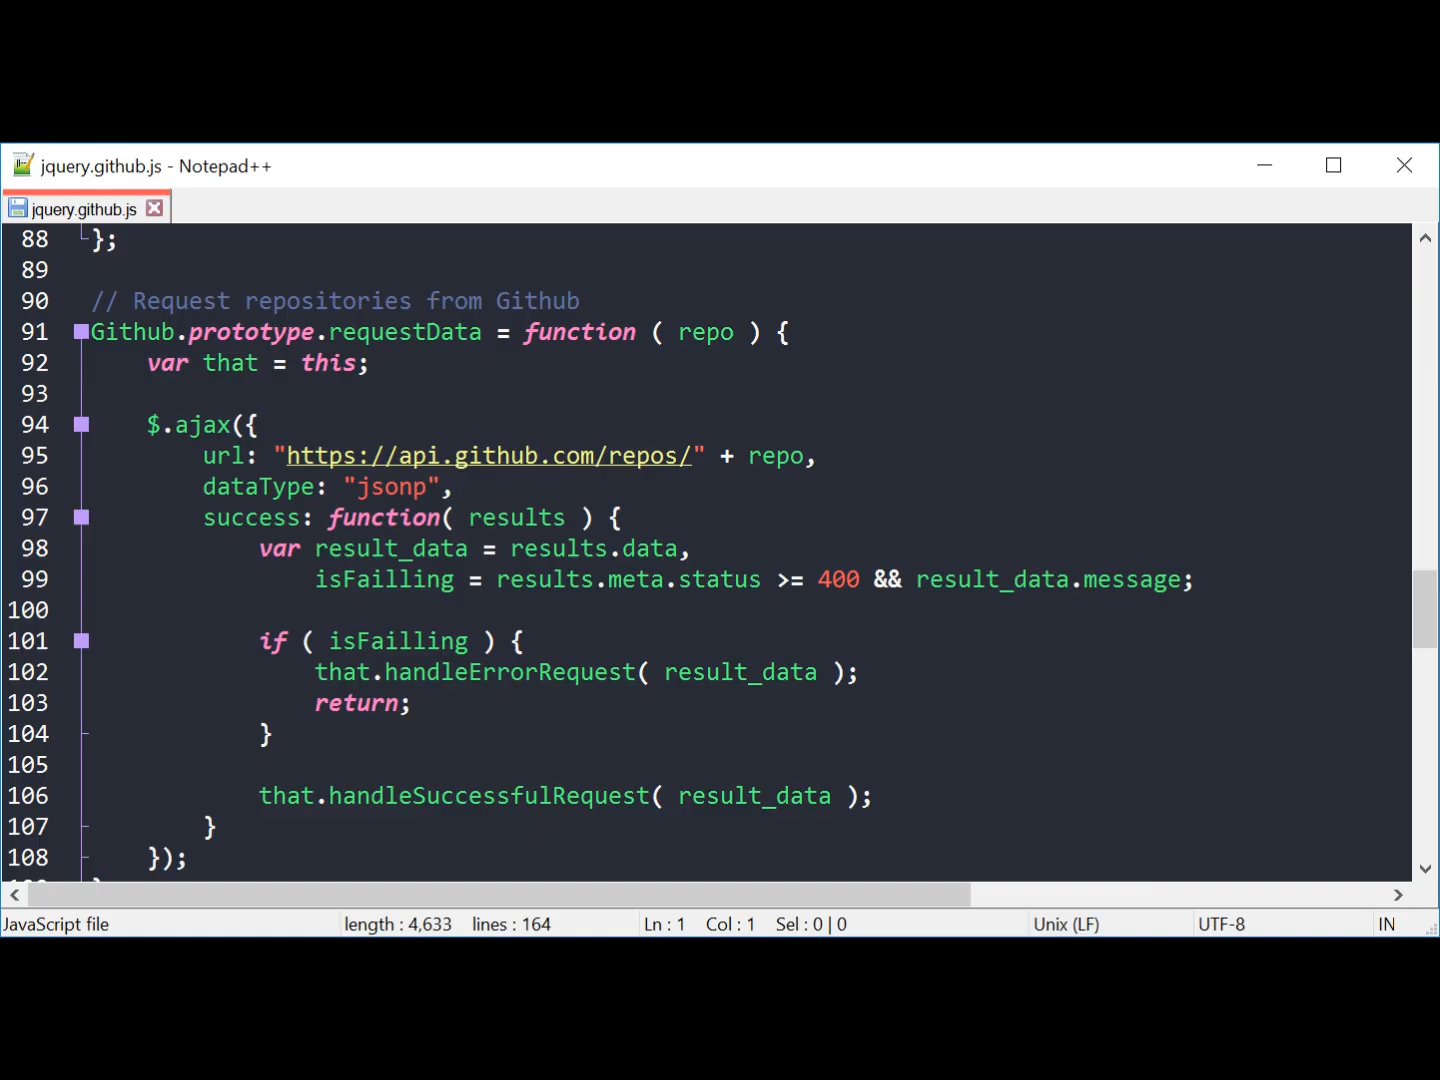 jquery.github.js - Notepad++
jquery.github.js
88 };
89
90 // Request repositories from Github
91 Github.prototype.requestData = function ( repo ) {
92     var that = this;
93
94     $.ajax({
95         url: "https://api.github.com/repos/" + repo,
96         dataType: "jsonp",
97         success: function( results ) {
98             var result_data = results.data,
99                 isFailling = results.meta.status >= 400 && result_data.message;
100
101             if ( isFailling ) {
102                 that.handleErrorRequest( result_data );
103                 return;
104             }
105
106             that.handleSuccessfulRequest( result_data );
107         }
108     });
JavaScript file length : 4,633 lines : 164 Ln : 1 Col : 1 Sel : 0 | 0 Unix (LF) UTF-8 IN